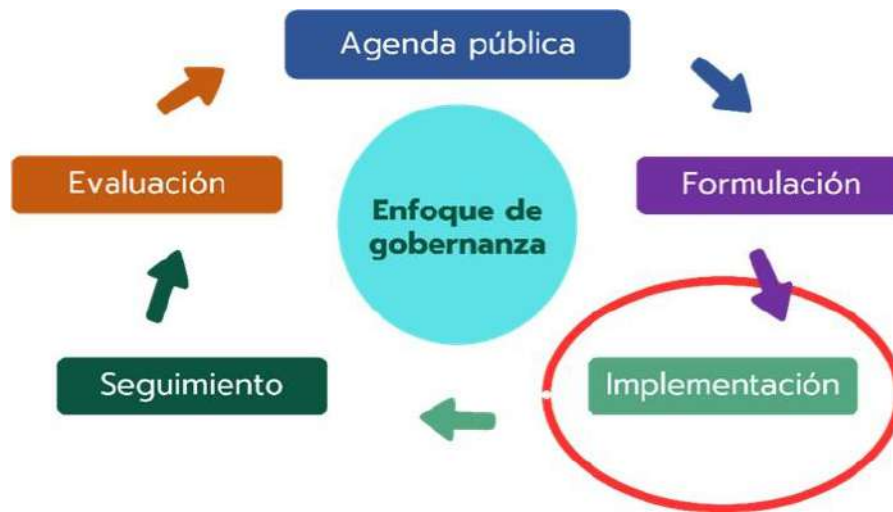 Agenda pública
Evaluación
Formulación
Enfoque de
gobernanza
Seguimiento
Implementación